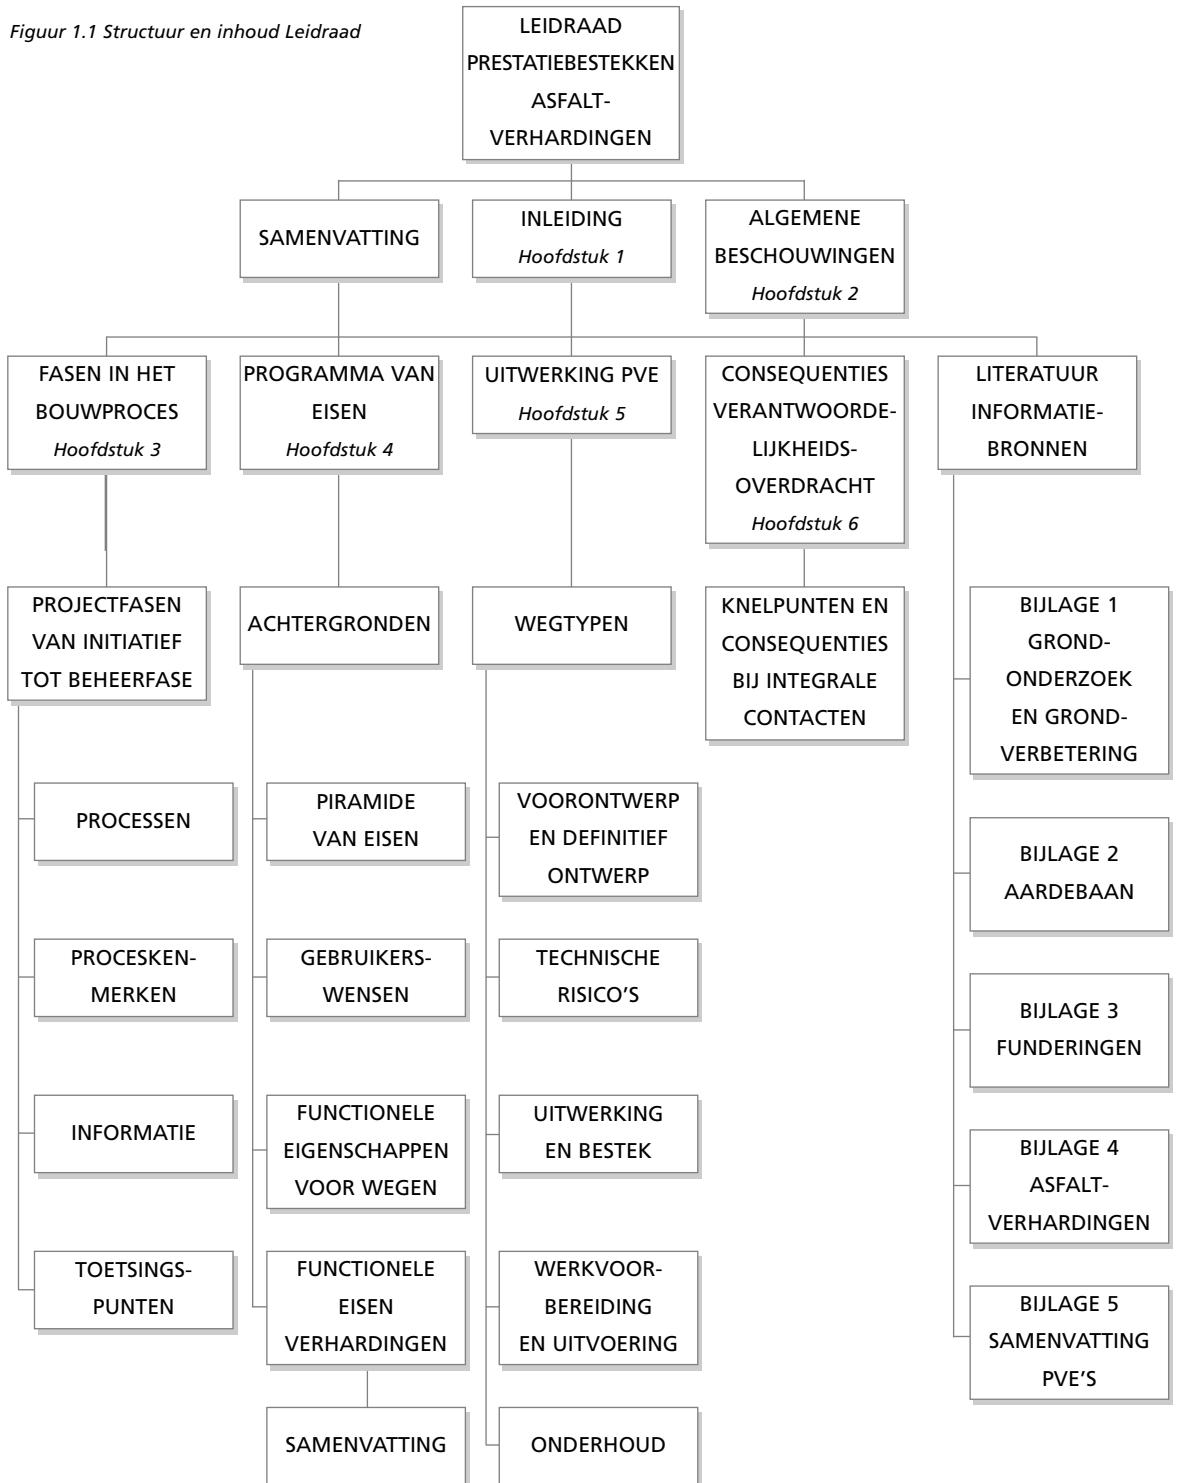 Figuur 1.1 Structuur en inhoud Leidraad
LEIDRAAD
PRESTATIEBESTEKKEN
ASFALT-
VERHARDINGEN
SAMENVATTING
INLEIDING
Hoofdstuk 1
ALGEMENE
BESCHOUWINGEN
Hoofdstuk 2
FASEN IN HET
BOUWPROCES
Hoofdstuk 3
PROGRAMMA VAN
EISEN
Hoofdstuk 4
UITWERKING PVE
Hoofdstuk 5
CONSEQUENTIES
VERANTWOORDE-
LIJKHEIDS-
OVERDRACHT
Hoofdstuk 6
LITERATUUR
INFORMATIE-
BRONNEN
PROJECTFASEN
VAN INITIATIEF
TOT BEHEERFASE
ACHTERGRONDEN
WEGTYPEN
KNELPUNTEN EN
CONSEQUENTIES
BIJ INTEGRALE
CONTACTEN
BIJLAGE 1
GROND-
ONDERZOEK
EN GROND-
VERBETERING
PROCESSEN
PIRAMIDE
VAN EISEN
VOORONTWERP
EN DEFINITIEF
ONTWERP
BIJLAGE 2
AARDEBAAN
PROCESKEN-
MERKEN
GEBRUIKERS-
WENSEN
TECHNISCHE
RISICO'S
BIJLAGE 3
FUNDERINGEN
INFORMATIE
FUNCTIONELE
EIGENSCHAPPEN
VOOR WEGEN
UITWERKING
EN BESTEK
BIJLAGE 4
ASFALT-
VERHARDINGEN
TOETSINGS-
PUNTEN
FUNCTIONELE
EISEN
VERHARDINGEN
WERKVOOR-
BEREIDING
EN UITVOERING
BIJLAGE 5
SAMENVATTING
PVE'S
SAMENVATTING
ONDERHOUD